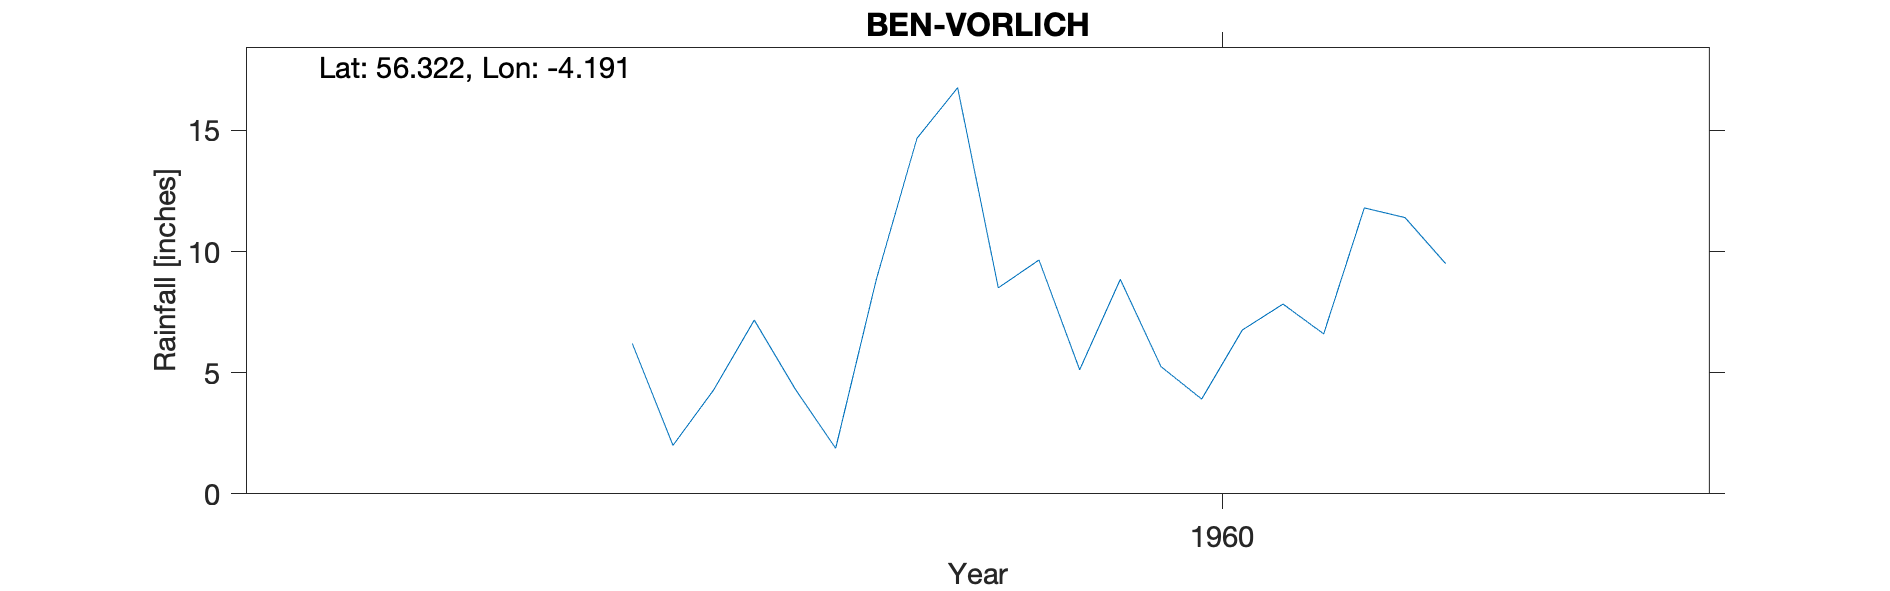 BEN-VORLICH
Lat: 56.322, Lon: -4.191
15
10
5
0
Rainfall [inches]
1960
Year